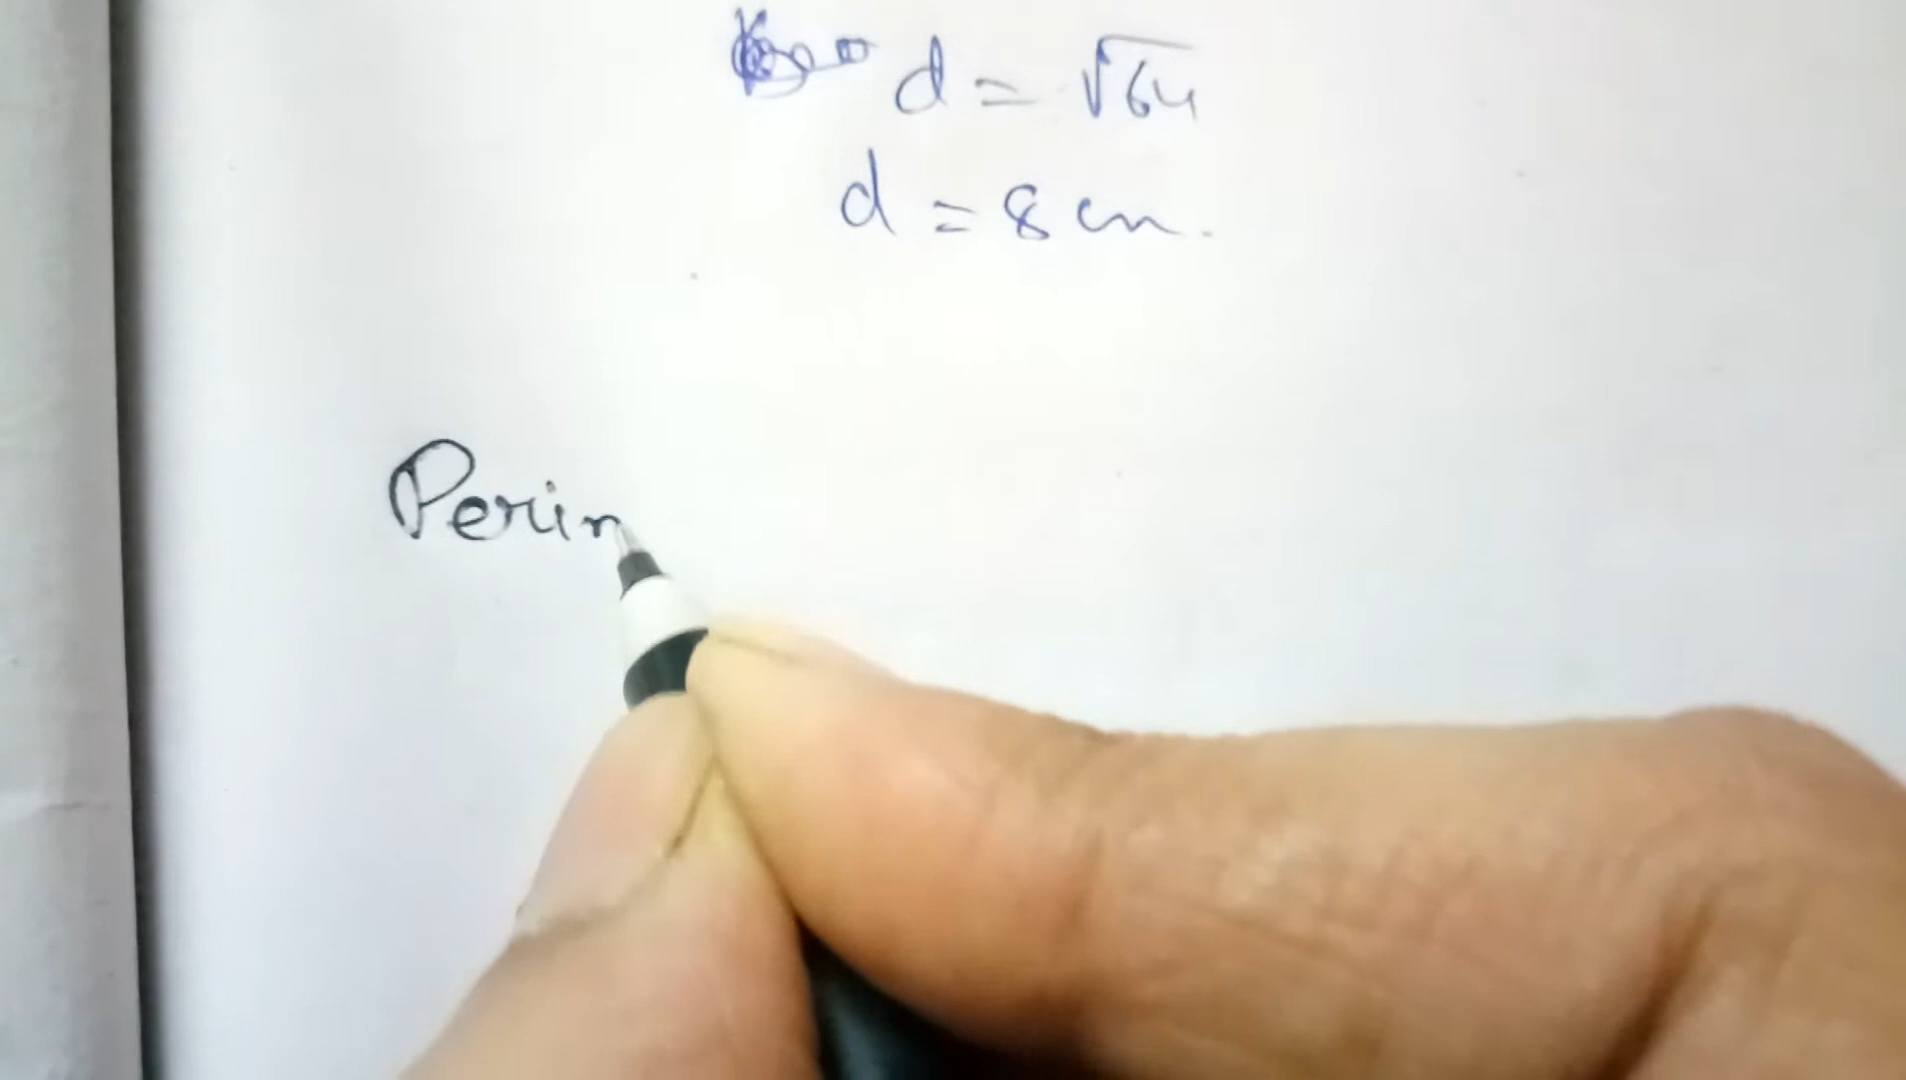 d = √64
d = 8 cm.
Perim